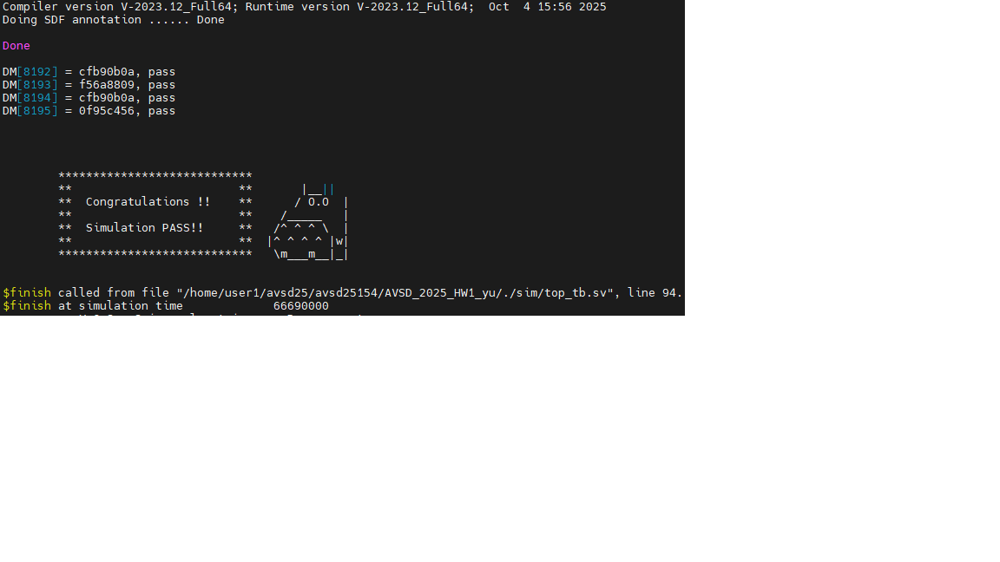 Compiler version V-2023.12_Full64; Runtime version V-2023.12_Full64;  Oct  4 15:56 2025
Doing SDF annotation ...... Done
Done
DM[8192] = cfb90b0a, pass
DM[8193] = f56a8809, pass
DM[8194] = cfb90b0a, pass
DM[8195] = 0f95c456, pass
        ****************************
        **                        **       |__||
        **  Congratulations !!    **      / O.O  |
        **                        **    /_____   |
        **  Simulation PASS!!     **   /^ ^ ^ \  |
        **                        **  |^ ^ ^ ^ |w|
        ****************************   \m___m__|_|
$finish called from file "/home/user1/avsd25/avsd25154/AVSD_2025_HW1_yu/./sim/top_tb.sv", line 94.
$finish at simulation time             66690000